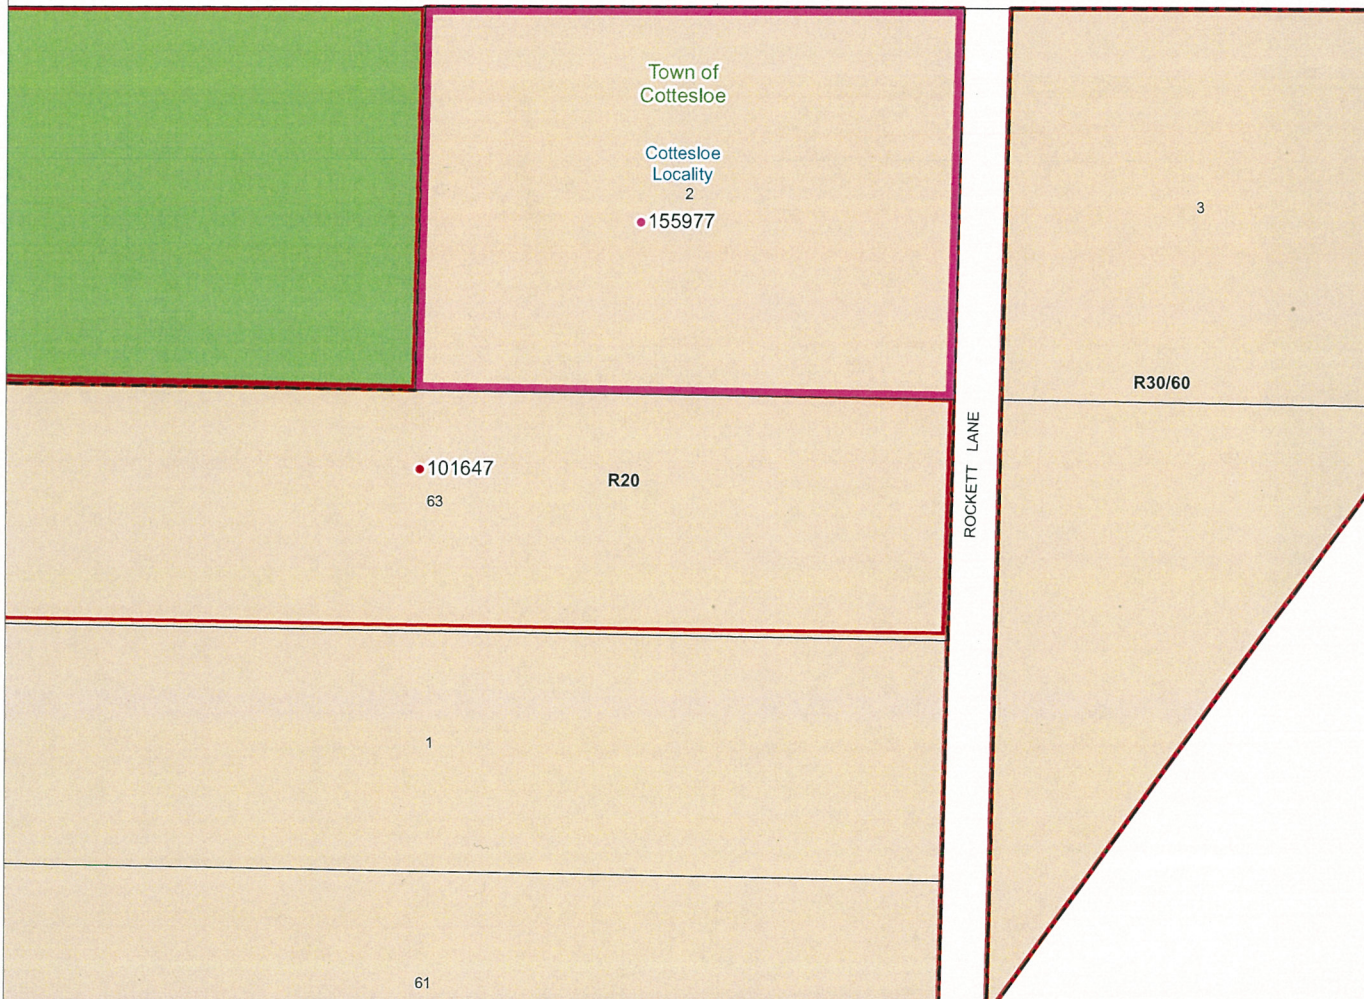 Town of
Cottesloe
Cottesloe
Locality
2
155977
3
R30/60
101647
63
R20
ROCKETT LANE
1
61